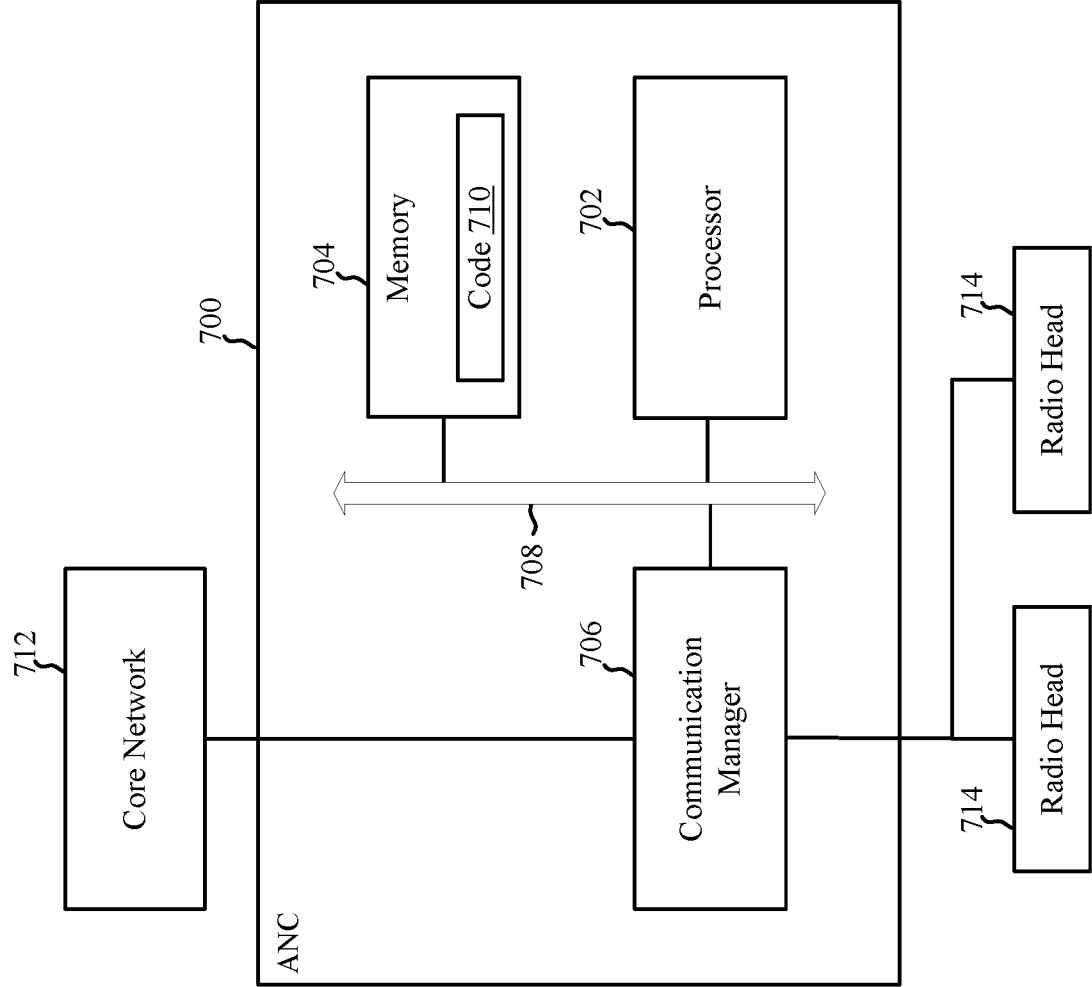 712
Core Network
700
ANC
704
Memory
Code 710
708
706
Communication
Manager
702
Processor
714
Radio Head
714
Radio Head